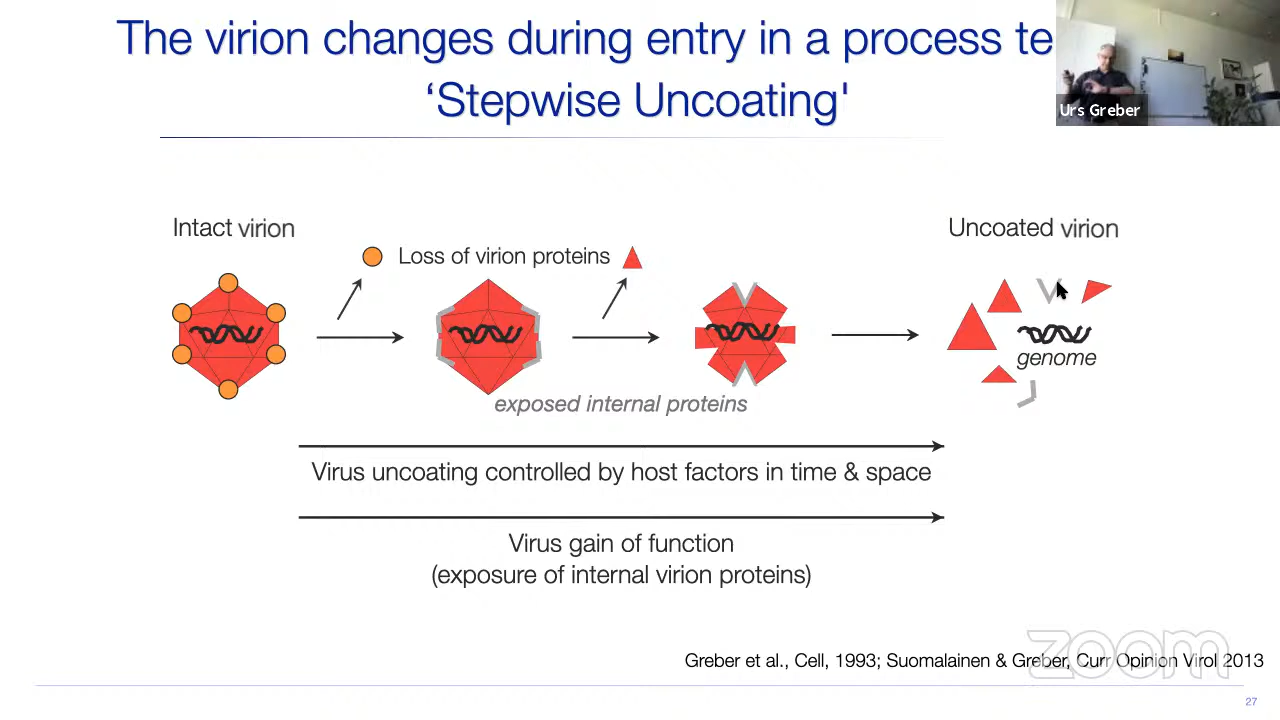 The virion changes during entry in a process te
‘Stepwise Uncoating'
Urs Greber
Intact virion
Loss of virion proteins
Uncoated virion
genome
exposed internal proteins
Virus uncoating controlled by host factors in time & space
Virus gain of function
(exposure of internal virion proteins)
zoom
Greber et al., Cell, 1993; Suomalainen & Greber, Curr Opinion Virol 2013
27